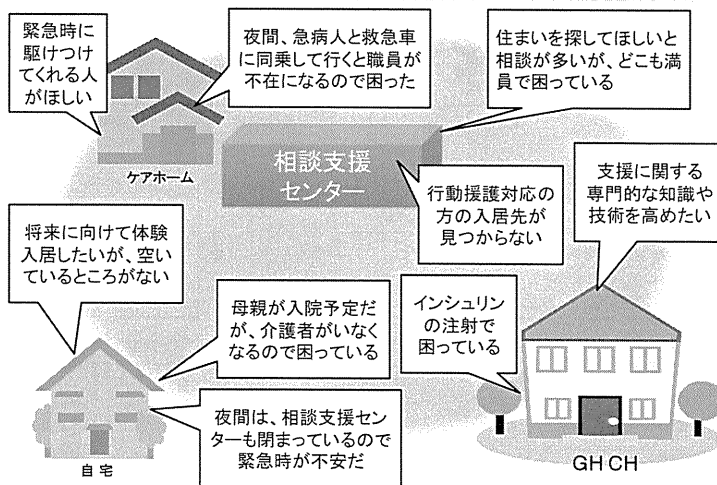 緊急時に
駆けつけ
てくれる人
がほしい
夜間、急病人と救急車
に同乗して行くと職員が
不在になるので困った
住まいを探してほしいと
相談が多いが、どこも満
員で困っている
ケアホーム
相談支援
センター
行動援護対応の
方の入居先が
見つからない
支援に関する
専門的な知識や
技術を高めたい
将来に向けて体験
入居したいが、空い
ているところがない
母親が入院予定だ
が、介護者がいなく
なるので困っている
インシュリン
の注射で
困っている
夜間は、相談支援セン
ターも閉まっているので
緊急時が不安だ
自宅
GH CH